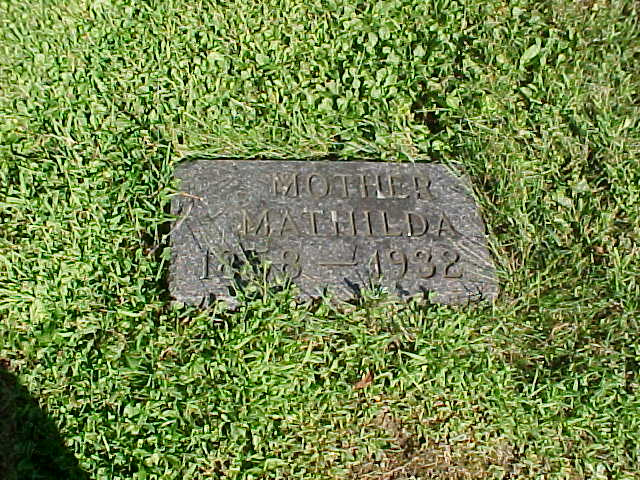 MOTHER
MATHILDA
— 1932